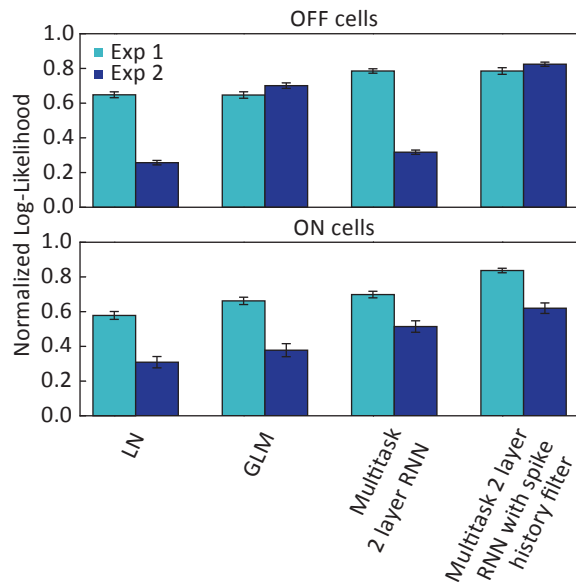 OFF cells
Normalized Log-Likelihood
1.0
0.8
0.6
0.4
0.2
0.0
Exp 1
Exp 2
ON cells
1.0
0.8
0.6
0.4
0.2
0.0
LN
GLM
Multitask
2 layer RNN
Multitask 2 layer
RNN with spike
history filter